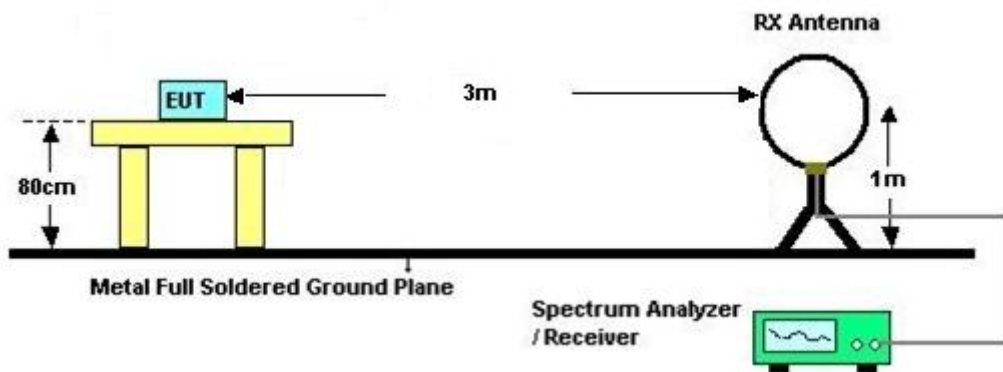 RX Antenna
EUT
3m
80cm
1m
Metal Full Soldered Ground Plane
Spectrum Analyzer
/ Receiver